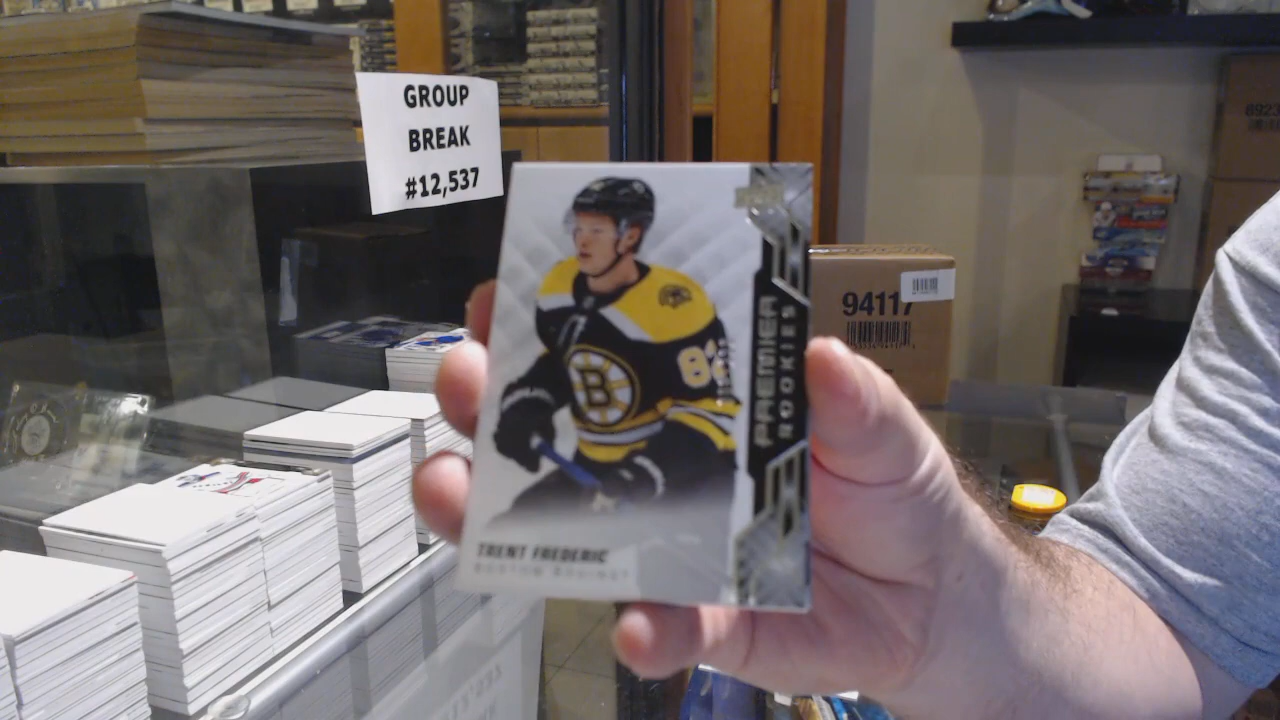 GROUP
BREAK
#12,537
94117
PREMIER
ROOKIES
B
TRENT FREDERIC
BOSTON BRUINS